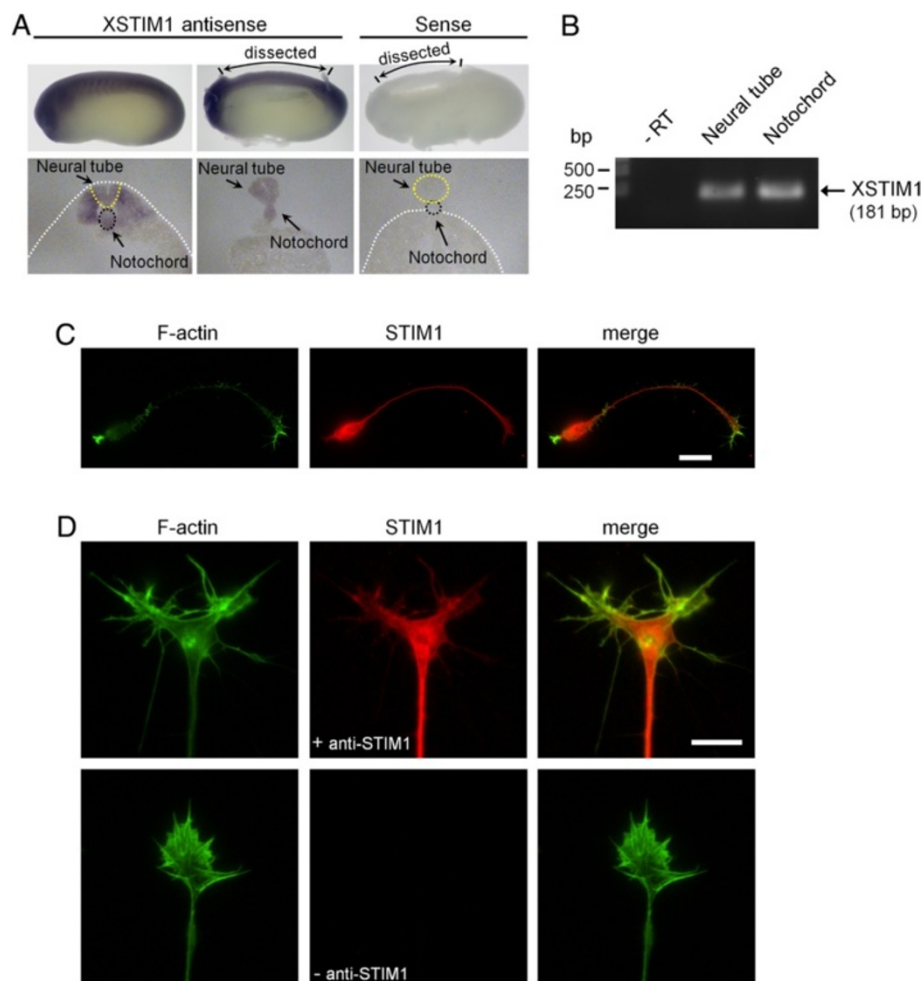 A
XSTIM1 antisense
Sense
dissected
dissected
Neural tube
Notochord
Neural tube
Notochord
Neural tube
Notochord
B
- RT
Neural tube
Notochord
bp
500
250
XSTIM1
(181 bp)
C
F-actin
STIM1
merge
D
F-actin
STIM1
merge
+ anti-STIM1
- anti-STIM1